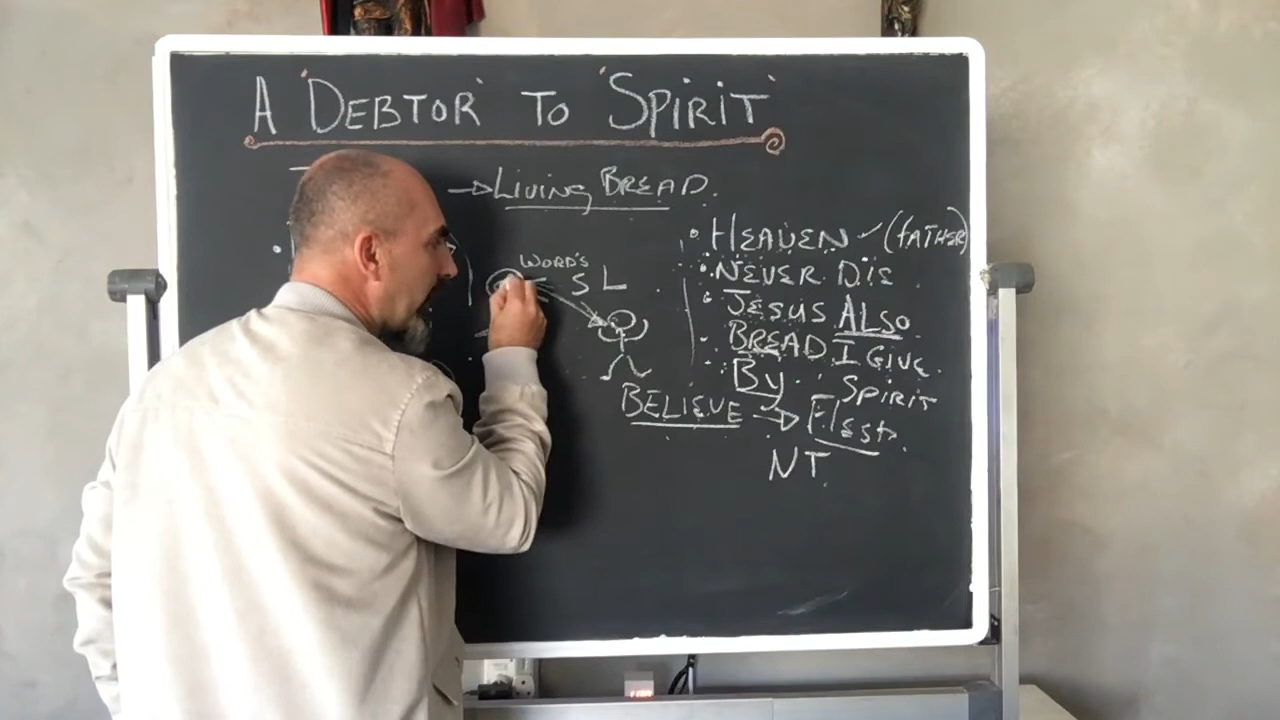 A DEBTOR TO SPIRIT
→ LIVING BREAD.
WORD'S
S L
• HEAVEN ✓ (FATHER)
• NEVER DIE
• JESUS ALSO
• BREAD I GIVE.
BY SPIRIT
BELIEVE → FLESH.
NT.